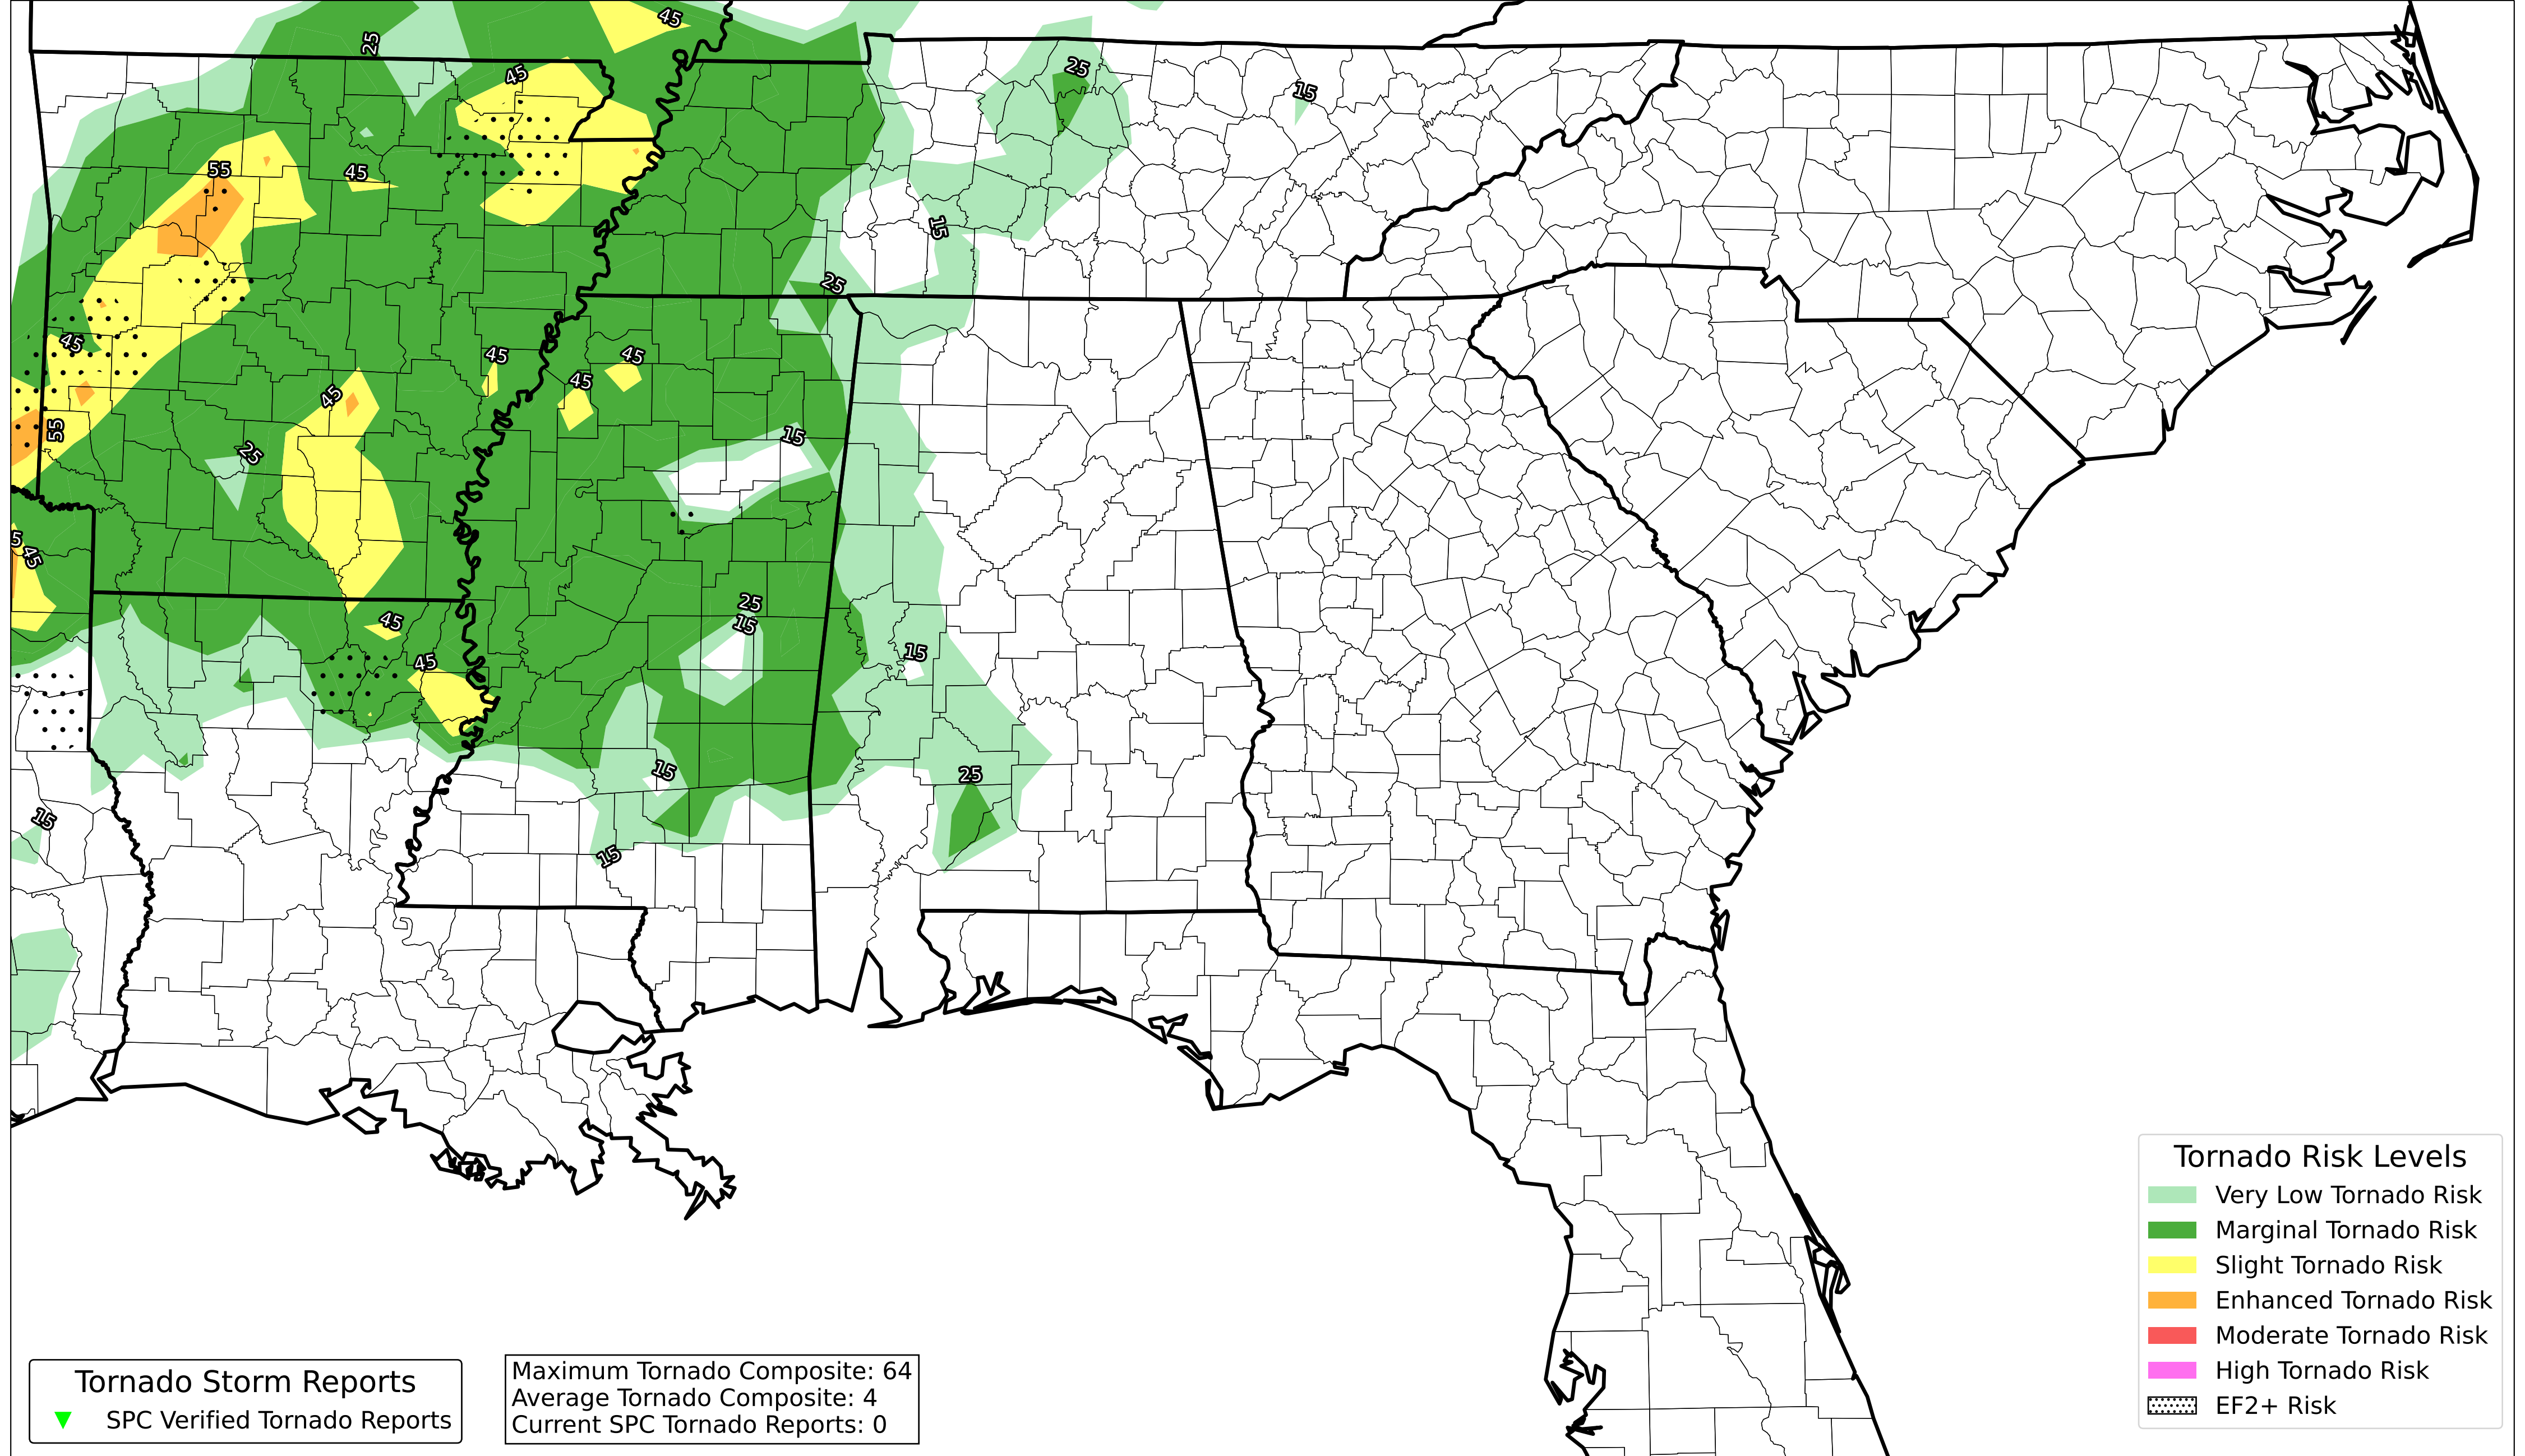 45
25
45
25
15
55
45
15
25
45
45
45
45
45
55
15
25
5
45
25
15
45
15
45
15
25
15
15
Tornado Risk Levels
Very Low Tornado Risk
Marginal Tornado Risk
Slight Tornado Risk
Enhanced Tornado Risk
Moderate Tornado Risk
High Tornado Risk
EF2+ Risk
Tornado Storm Reports
SPC Verified Tornado Reports
Maximum Tornado Composite: 64
Average Tornado Composite: 4
Current SPC Tornado Reports: 0